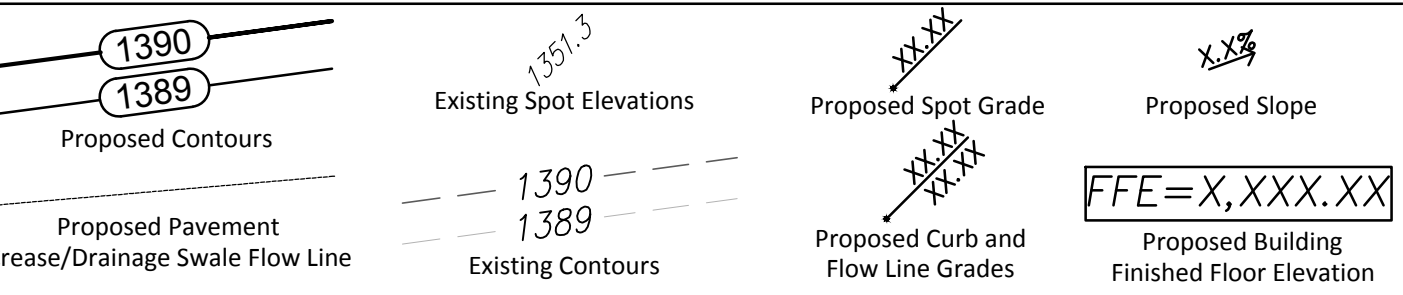 1390
1389
Proposed Contours
1351.3
Existing Spot Elevations
XX.XX
Proposed Spot Grade
X.X%
Proposed Slope
Proposed Pavement
rease/Drainage Swale Flow Line
1390
1389
Existing Contours
XX.XX
XX.XX
Proposed Curb and
Flow Line Grades
FFE=X,XXX.XX
Proposed Building
Finished Floor Elevation